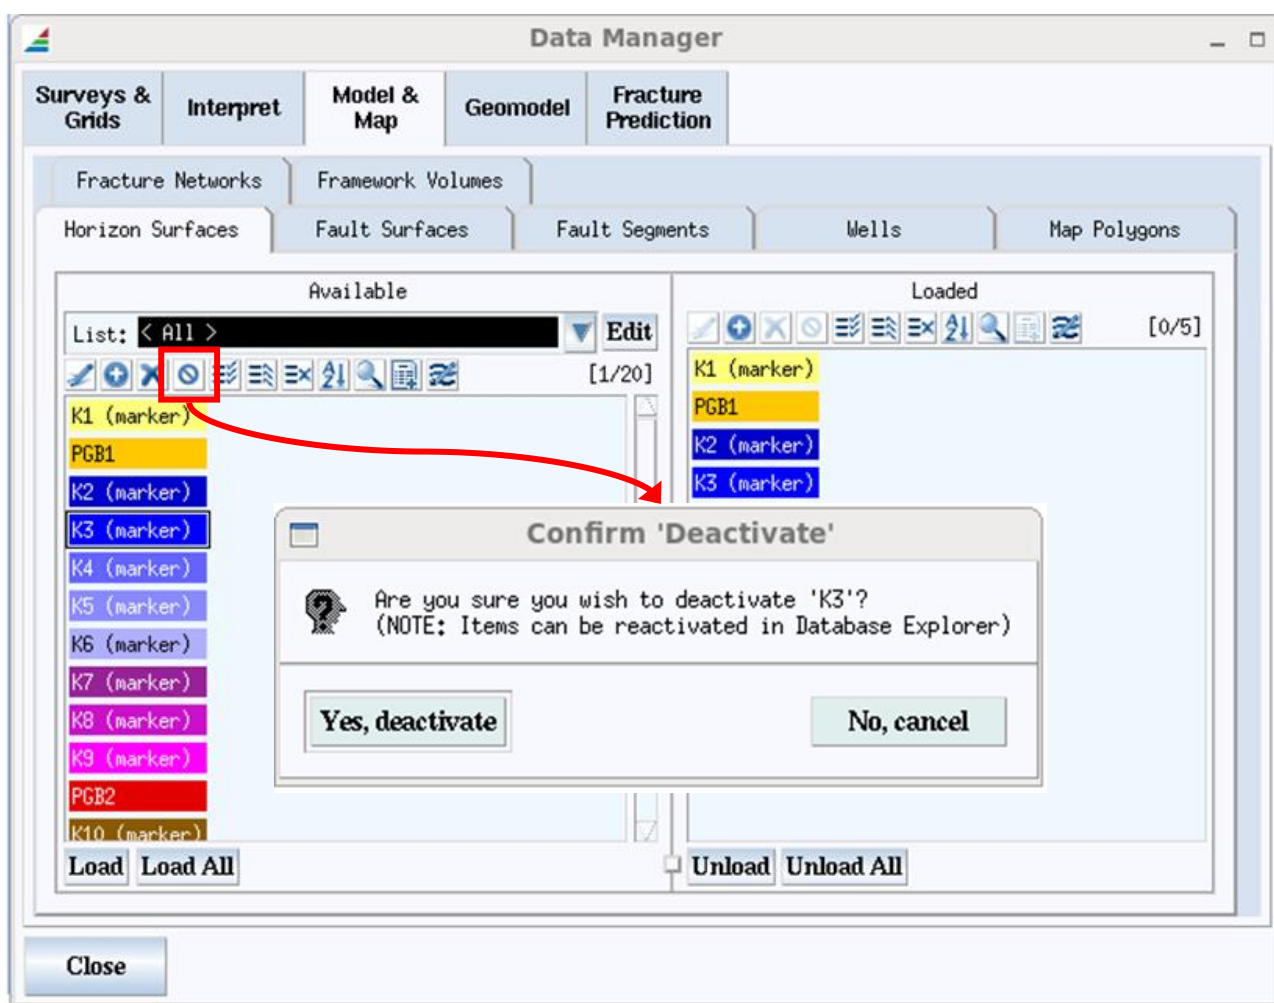 Data Manager
Surveys &
Grids
Interpret
Model &
Map
Geomodel
Fracture
Prediction
Fracture Networks
Framework Volumes
Horizon Surfaces
Fault Surfaces
Fault Segments
Wells
Map Polygons
Available
List: < All >
Edit
[1/20]
K1 (marker)
PGB1
K2 (marker)
K3 (marker)
K4 (marker)
K5 (marker)
K6 (marker)
K7 (marker)
K8 (marker)
K9 (marker)
PGB2
K10 (marker)
Load
Load All
Loaded
[0/5]
K1 (marker)
PGB1
K2 (marker)
K3 (marker)
Unload
Unload All
Confirm 'Deactivate'
Are you sure you wish to deactivate 'K3'?
(NOTE: Items can be reactivated in Database Explorer)
Yes, deactivate
No, cancel
Close